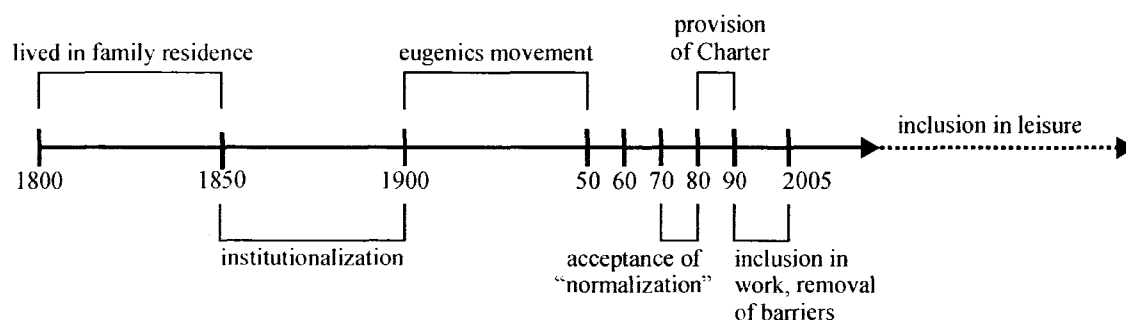 provision
of Charter
lived in family residence
eugenics movement
inclusion in leisure
1800
1850
1900
50
60
70
80
90
2005
institutionalization
acceptance of
“normalization”
inclusion in
work, removal
of barriers